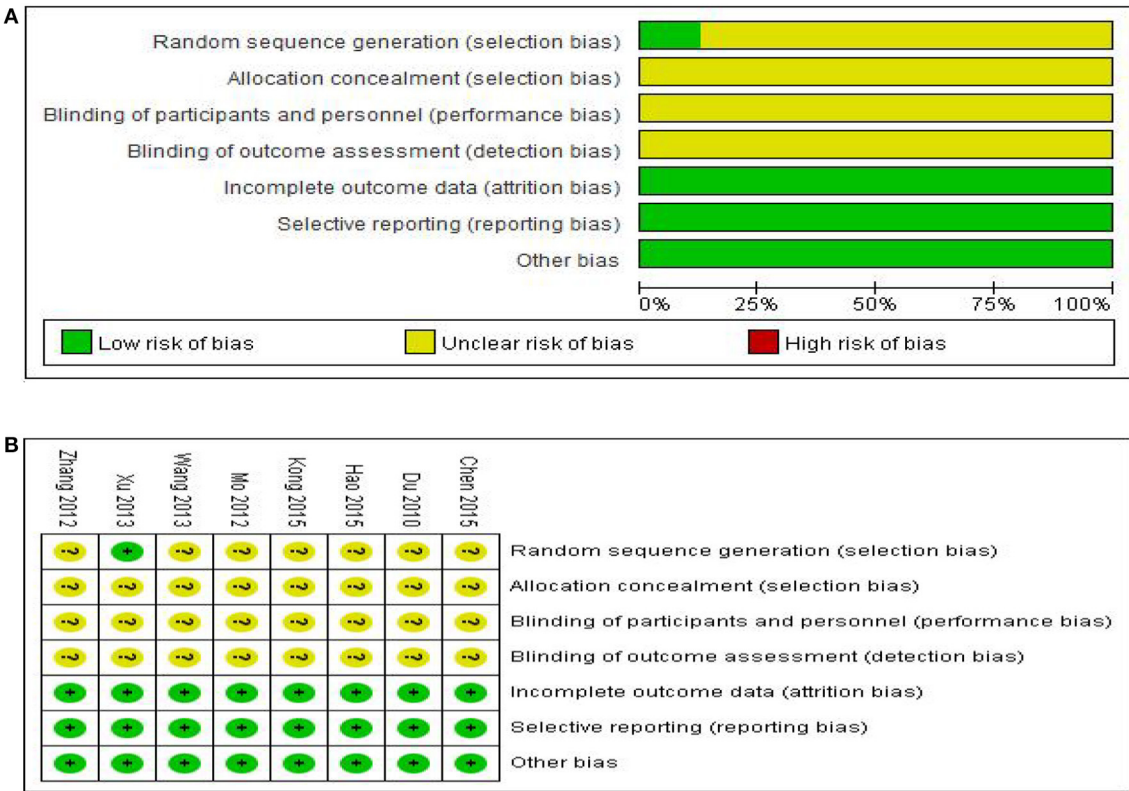 A
Random sequence generation (selection bias)
Allocation concealment (selection bias)
Blinding of participants and personnel (performance bias)
Blinding of outcome assessment (detection bias)
Incomplete outcome data (attrition bias)
Selective reporting (reporting bias)
Other bias
0% 25% 50% 75% 100%
Low risk of bias Unclear risk of bias High risk of bias
B
Zhang 2012
Xu 2013
Wang 2013
Mo 2012
Kong 2015
Hao 2015
Du 2010
Chen 2015
? + ? ? ? ? ? ? Random sequence generation (selection bias)
? ? ? ? ? ? ? ? Allocation concealment (selection bias)
? ? ? ? ? ? ? ? Blinding of participants and personnel (performance bias)
? ? ? ? ? ? ? ? Blinding of outcome assessment (detection bias)
+ + + + + + + + Incomplete outcome data (attrition bias)
+ + + + + + + + Selective reporting (reporting bias)
+ + + + + + + + Other bias